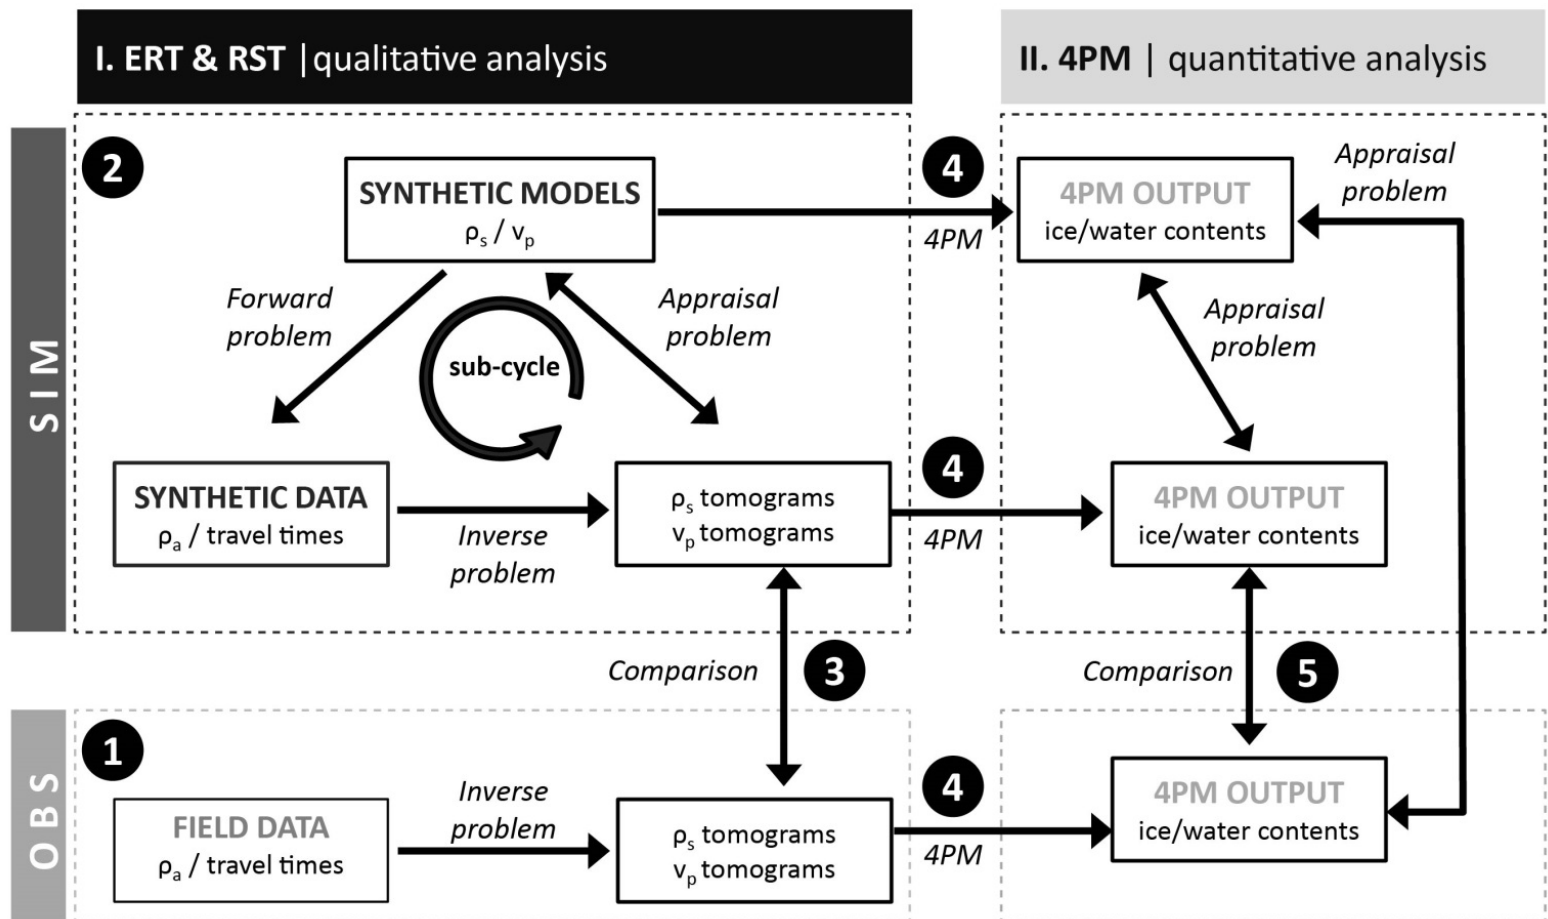 I. ERT & RST | qualitative analysis
II. 4PM | quantitative analysis
SIM
2
SYNTHETIC MODELS
ρs / vp
4
4PM
4PM OUTPUT
ice/water contents
Appraisal
problem
Forward
problem
sub-cycle
Appraisal
problem
Appraisal
problem
SYNTHETIC DATA
ρa / travel times
Inverse
problem
ρs tomograms
vp tomograms
4
4PM
4PM OUTPUT
ice/water contents
Comparison
3
Comparison
5
OBS
1
FIELD DATA
ρa / travel times
Inverse
problem
ρs tomograms
vp tomograms
4
4PM
4PM OUTPUT
ice/water contents